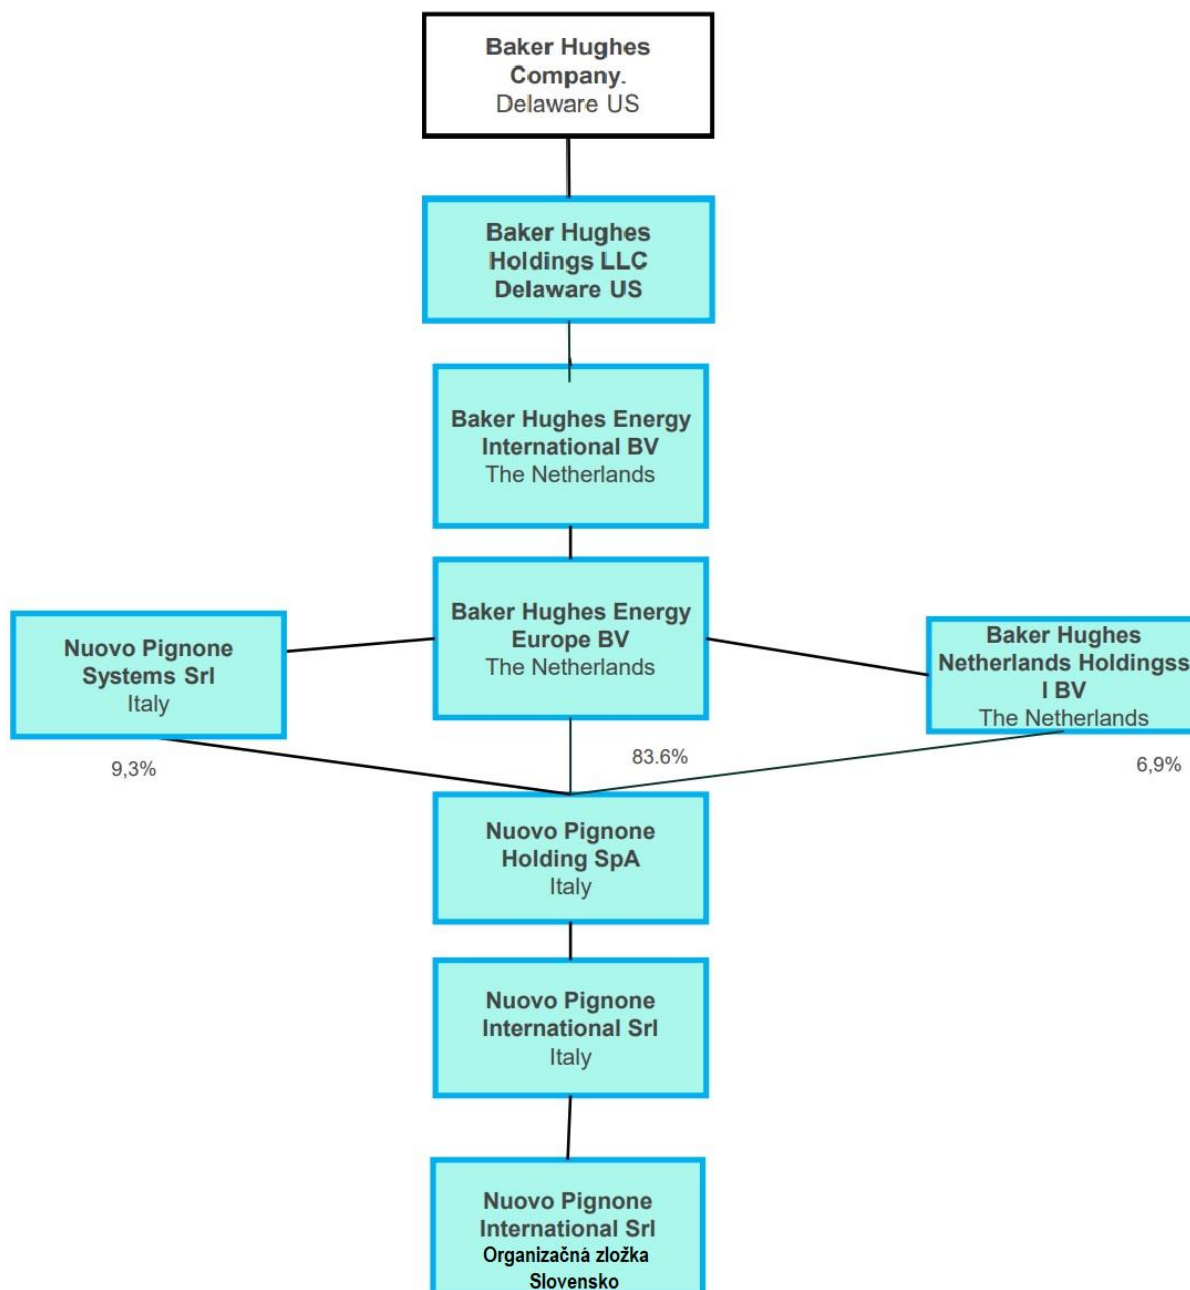 Baker Hughes
Company.
Delaware US
Baker Hughes
Holdings LLC
Delaware US
Baker Hughes Energy
International BV
The Netherlands
Baker Hughes Energy
Europe BV
The Netherlands
Nuovo Pignone
Systems Srl
Italy
Baker Hughes
Netherlands Holdingss
I BV
The Netherlands
9,3%
83.6%
6,9%
Nuovo Pignone
Holding SpA
Italy
Nuovo Pignone
International Srl
Italy
Nuovo Pignone
International Srl
Organizačná zložka
Slovensko